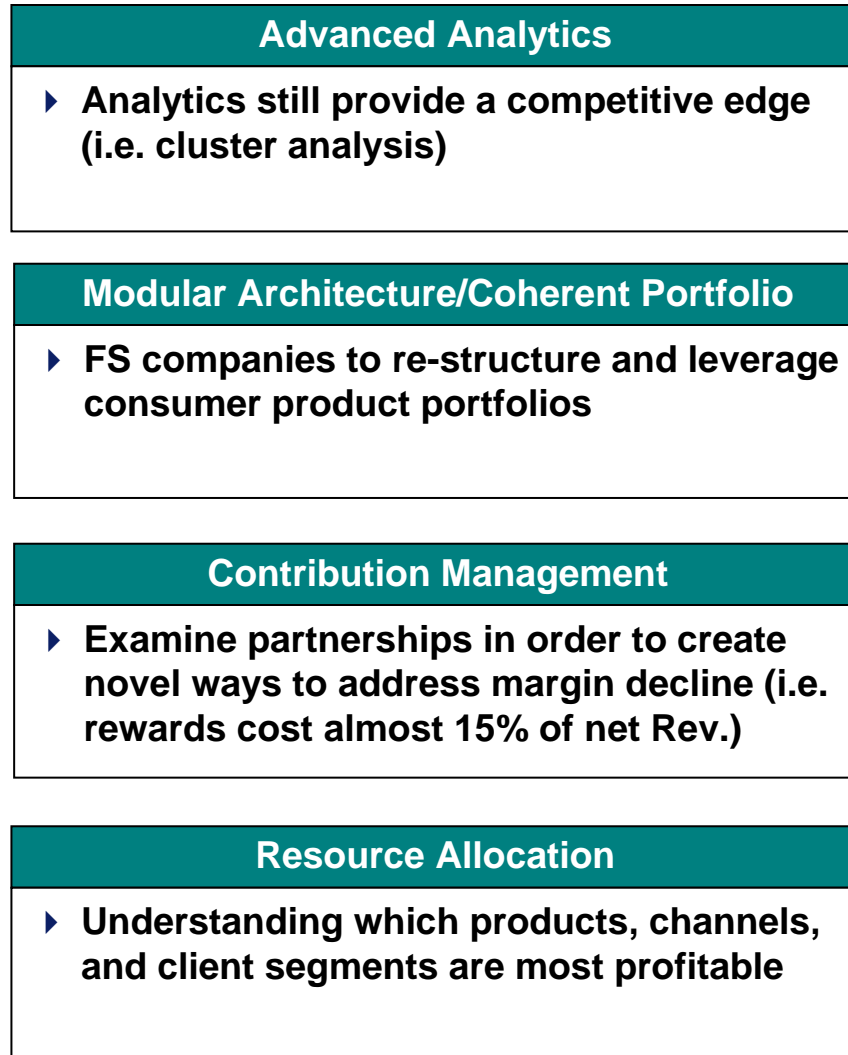 Advanced Analytics
Analytics still provide a competitive edge
(i.e. cluster analysis)
Modular Architecture/Coherent Portfolio
FS companies to re-structure and leverage
consumer product portfolios
Contribution Management
Examine partnerships in order to create
novel ways to address margin decline (i.e.
rewards cost almost 15% of net Rev.)
Resource Allocation
Understanding which products, channels,
and client segments are most profitable